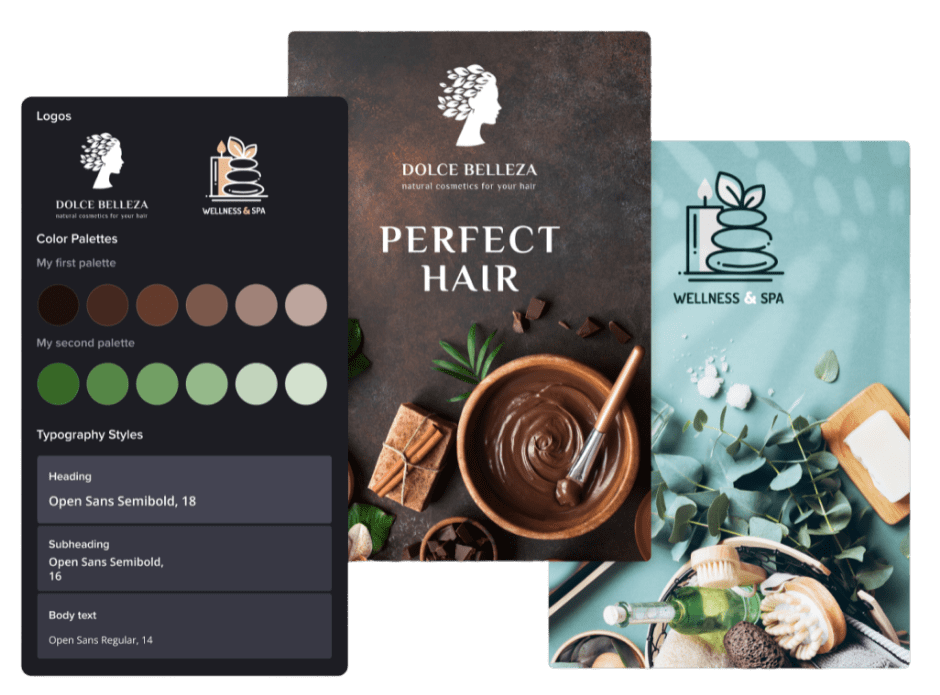 Logos
DOLCE BELLEZA
natural cosmetics for your hair
WELLNESS & SPA
Color Palettes
My first palette
My second palette
Typography Styles
Heading
Open Sans Semibold, 18
Subheading
Open Sans Semibold,
16
Body text
Open Sans Regular, 14
DOLCE BELLEZA
natural cosmetics for your hair
PERFECT
HAIR
WELLNESS & SPA